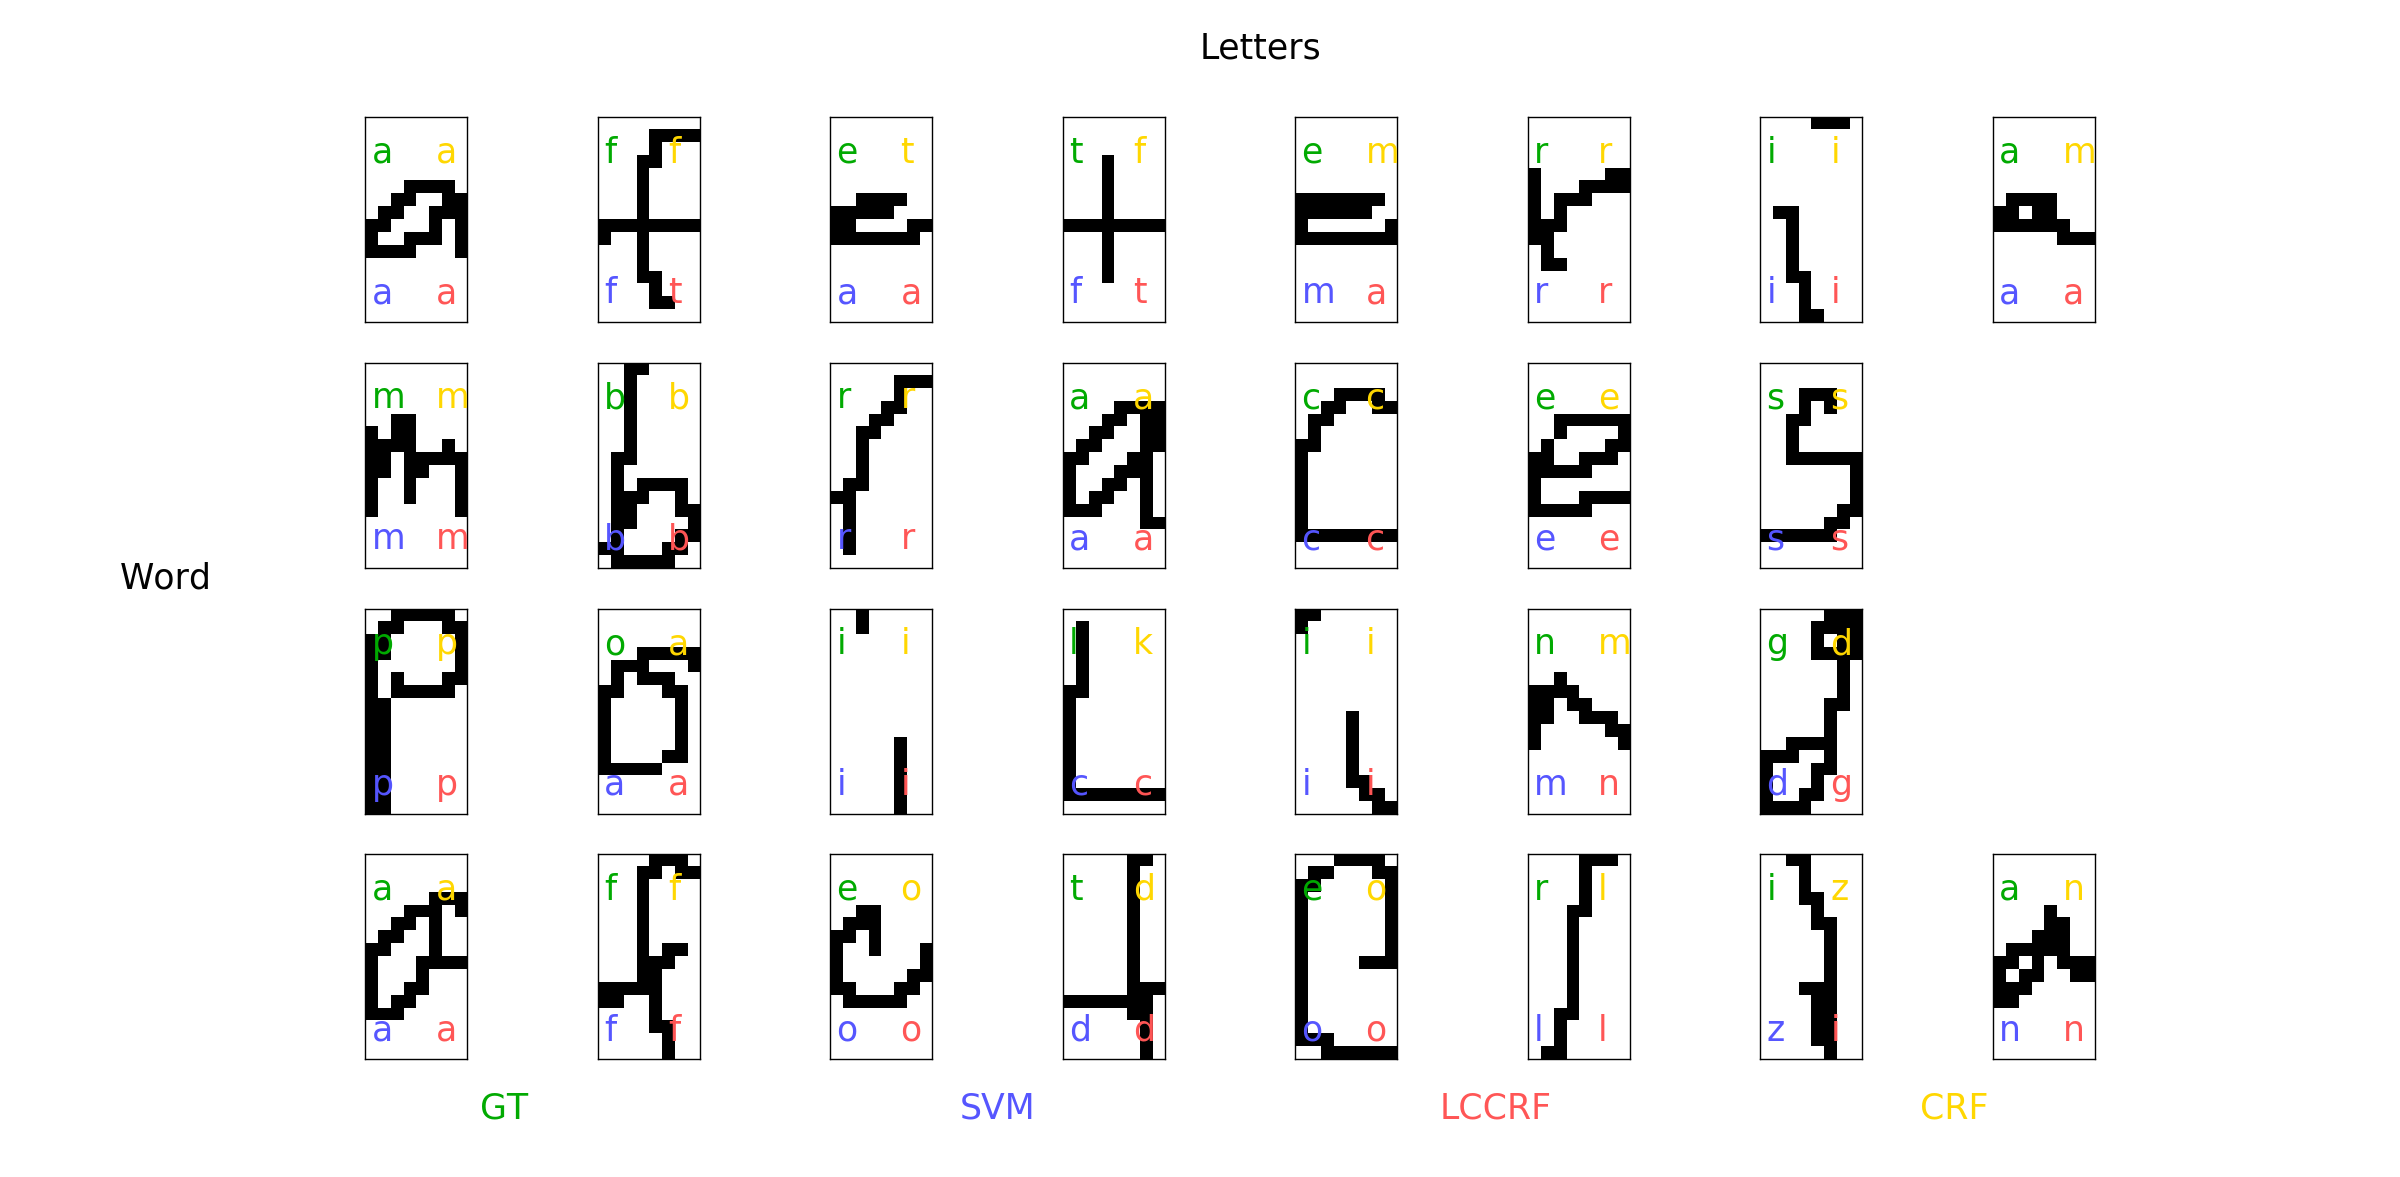 Letters
a a f f e t t f e m r r i i a m
a a f t a a f t m a r r i i a a
m m b b r r a a c c e e s s
m m b b r r a a c c e e s s
Word
p p o a i i l k i i n m g d
p p a a i i c c i i m n d g
a a f f e o t d e o r l i z a n
a a f f o o d d o o l l z i n n
GT SVM LCCRF CRF